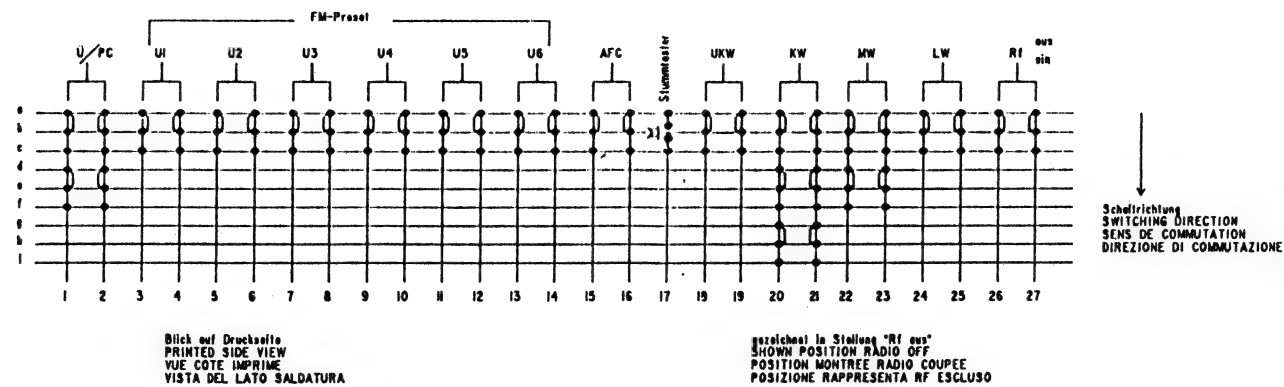 FM-Preset
U/PC U1 U2 U3 U4 U5 U6 AFC Stummtaster UKW KW MW LW Rf aus
ein
a
b
c
d
e
f
g
h
i
1 2 3 4 5 6 7 8 9 10 11 12 13 14 15 16 17 19 19 20 21 22 23 24 25 26 27
Schaltrichtung
SWITCHING DIRECTION
SENS DE COMMUTATION
DIREZIONE DI COMMUTAZIONE
Blick auf Druckseite
PRINTED SIDE VIEW
VUE COTE IMPRIME
VISTA DEL LATO SALDATURA
gezeichnet in Stellung "Rf aus"
SHOWN POSITION RADIO OFF
POSITION MONTREE RADIO COUPEE
POSIZIONE RAPPRESENTA RF ESCLUSO